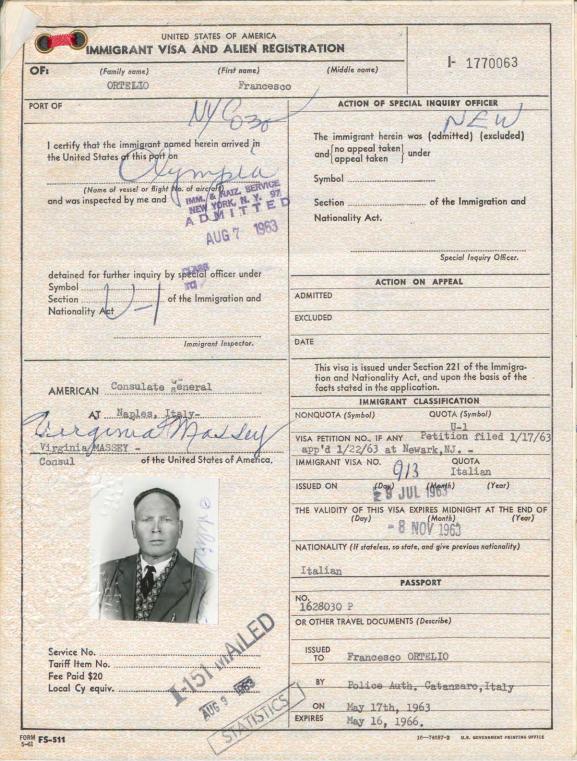 UNITED STATES OF AMERICA
IMMIGRANT VISA AND ALIEN REGISTRATION
I- 1770063
OF: (Family name) (First name) (Middle name)
ORTELIO Francesco
PORT OF
NYC 030
I certify that the immigrant named herein arrived in
the United States at this port on
Olympia
(Name of vessel or flight No. of aircraft)
and was inspected by me and
IMM. & NATZ. SERVICE
NEW YORK, N. Y. 97
ADMITTED
AUG 7 1963
CLASS
TO
detained for further inquiry by special officer under
Symbol
Section of the Immigration and
Nationality Act
U-1
Immigrant Inspector.
AMERICAN Consulate General
AT Naples, Italy-
Virginia Massey
Virginia MASSEY -
Consul of the United States of America.
Service No.
Tariff Item No.
Fee Paid $20
Local Cy equiv.
I-151 MAILED
AUG 9 1963
STATISTICS
FORM FS-511
5-61
ACTION OF SPECIAL INQUIRY OFFICER
NEW
The immigrant herein was (admitted) (excluded)
and {no appeal taken} under
{appeal taken}
Symbol
Section of the Immigration and
Nationality Act.
Special Inquiry Officer.
ACTION ON APPEAL
ADMITTED
EXCLUDED
DATE
This visa is issued under Section 221 of the Immigra-
tion and Nationality Act, and upon the basis of the
facts stated in the application.
IMMIGRANT CLASSIFICATION
NONQUOTA (Symbol) QUOTA (Symbol)
U-1
VISA PETITION NO. IF ANY Petition filed 1/17/63
app'd 1/22/63 at Newark,NJ. -
IMMIGRANT VISA NO. 913 QUOTA
Italian
ISSUED ON (Day) (Month) (Year)
29 JUL 1963
THE VALIDITY OF THIS VISA EXPIRES MIDNIGHT AT THE END OF
(Day) (Month) (Year)
- 8 NOV 1963
NATIONALITY (If stateless, so state, and give previous nationality)
Italian
PASSPORT
NO.
1628030 P
OR OTHER TRAVEL DOCUMENTS (Describe)
ISSUED
TO Francesco ORTELIO
BY Police Auth. Catanzaro,Italy
ON May 17th, 1963
EXPIRES May 16, 1966.
16—74087-2 U.S. GOVERNMENT PRINTING OFFICE